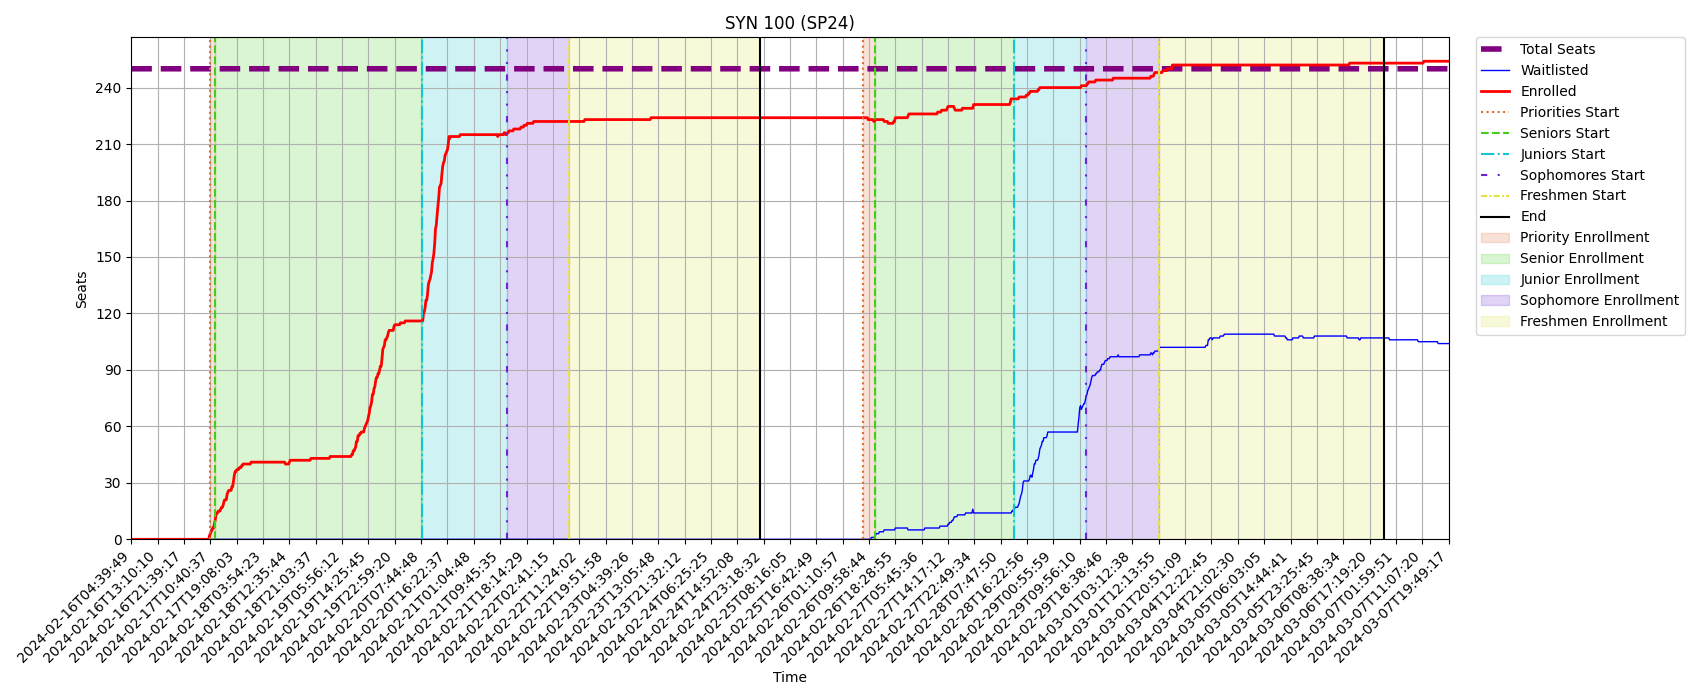 SYN 100 (SP24)
Total Seats
Waitlisted
Enrolled
Priorities Start
Seniors Start
Juniors Start
Sophomores Start
Freshmen Start
End
Priority Enrollment
Senior Enrollment
Junior Enrollment
Sophomore Enrollment
Freshmen Enrollment
Seats
240
210
180
150
120
90
60
30
0
2024-02-16T04:39:49
2024-02-16T13:10:10
2024-02-16T21:39:17
2024-02-17T10:40:37
2024-02-17T19:08:03
2024-02-18T03:54:23
2024-02-18T12:35:44
2024-02-18T21:03:37
2024-02-19T05:56:12
2024-02-19T14:25:45
2024-02-19T22:59:20
2024-02-20T07:44:48
2024-02-20T16:22:37
2024-02-21T01:04:48
2024-02-21T09:45:35
2024-02-21T18:14:29
2024-02-22T02:41:15
2024-02-22T11:24:02
2024-02-22T19:51:58
2024-02-23T04:39:26
2024-02-23T13:05:48
2024-02-23T21:32:12
2024-02-24T06:25:25
2024-02-24T14:52:08
2024-02-24T23:18:32
2024-02-25T08:16:05
2024-02-25T16:42:49
2024-02-26T01:10:57
2024-02-26T09:58:44
2024-02-26T18:28:55
2024-02-27T05:45:36
2024-02-27T14:17:12
2024-02-27T22:49:34
2024-02-28T07:47:50
2024-02-28T16:22:56
2024-02-29T00:55:59
2024-02-29T09:56:10
2024-02-29T18:38:46
2024-03-01T03:12:38
2024-03-01T12:13:55
2024-03-01T20:51:09
2024-03-04T12:22:45
2024-03-04T21:02:30
2024-03-05T06:03:05
2024-03-05T14:44:41
2024-03-05T23:25:45
2024-03-06T08:38:34
2024-03-06T17:19:20
2024-03-07T01:59:51
2024-03-07T11:07:20
2024-03-07T19:49:17
Time